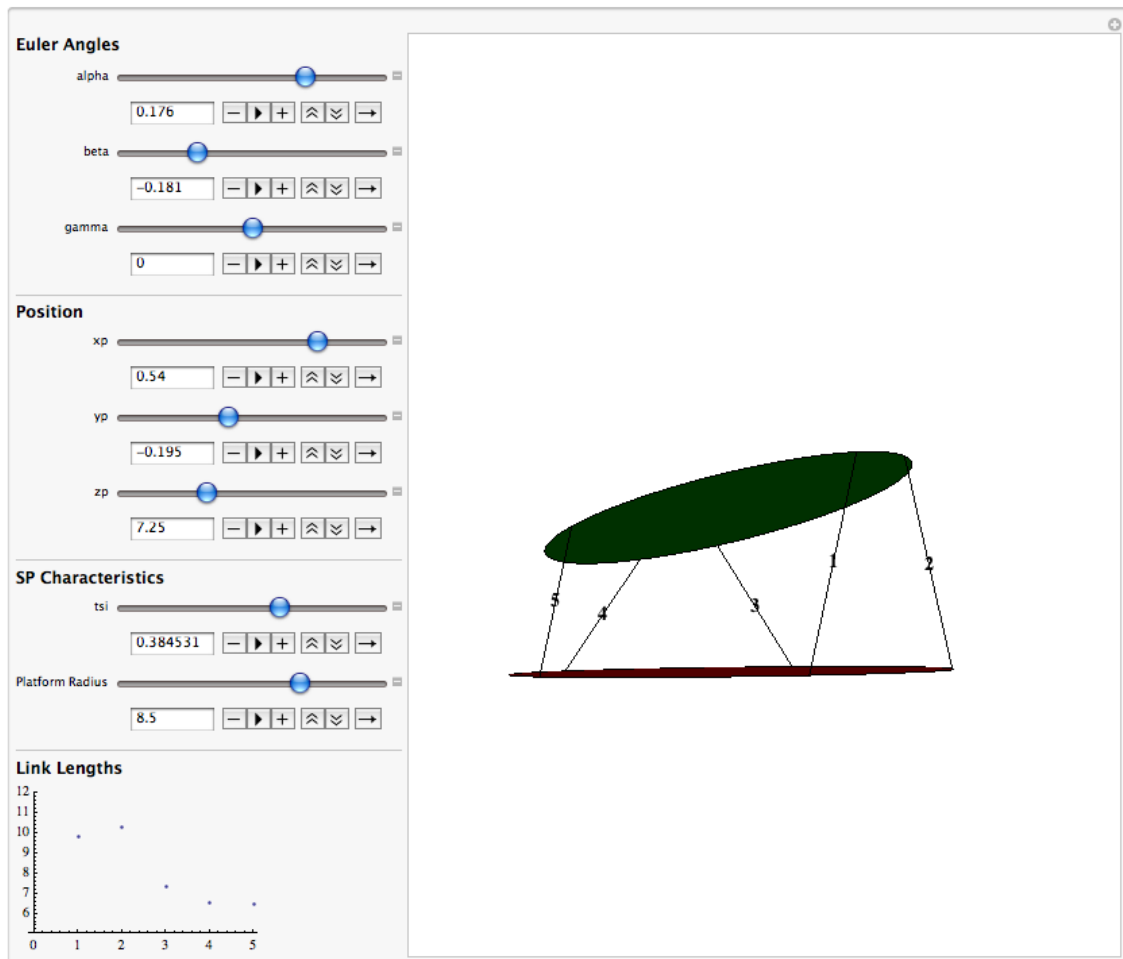 Euler Angles
alpha
0.176
beta
−0.181
gamma
0
Position
xp
0.54
yp
−0.195
zp
7.25
SP Characteristics
tsi
0.384531
Platform Radius
8.5
Link Lengths
12
11
10
9
8
7
6
0 1 2 3 4 5
1
2
3
4
5